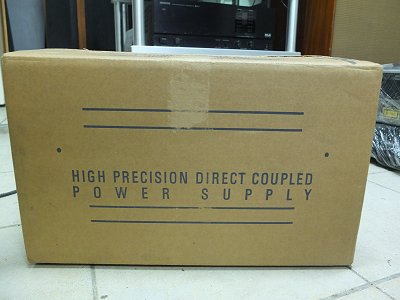 HIGH PRECISION DIRECT COUPLED
POWER SUPPLY